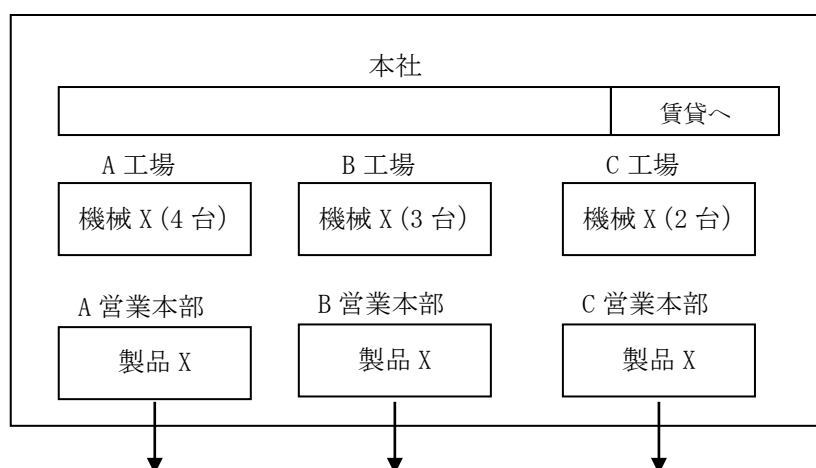 本社
賃貸へ
A 工場 B 工場 C 工場
機械 X(4 台) 機械 X(3 台) 機械 X(2 台)
A 営業本部 B 営業本部 C 営業本部
製品 X 製品 X 製品 X